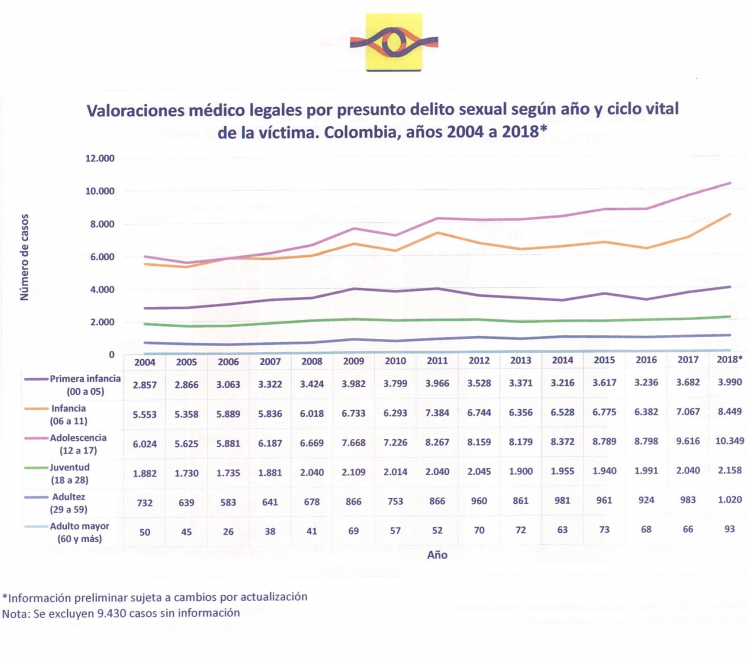 Valoraciones médico legales por presunto delito sexual según año y ciclo vital
de la víctima. Colombia, años 2004 a 2018*
12.000
10.000
8.000
6.000
4.000
2.000
0
Número de casos
2004 2005 2006 2007 2008 2009 2010 2011 2012 2013 2014 2015 2016 2017 2018*
Primera infancia
(00 a 05)
2.857 2.866 3.063 3.322 3.424 3.982 3.799 3.966 3.528 3.371 3.216 3.617 3.236 3.682 3.990
Infancia
(06 a 11)
5.553 5.358 5.889 5.836 6.018 6.733 6.293 7.384 6.744 6.356 6.528 6.775 6.382 7.067 8.449
Adolescencia
(12 a 17)
6.024 5.625 5.881 6.187 6.669 7.668 7.226 8.267 8.159 8.179 8.372 8.789 8.798 9.616 10.349
Juventud
(18 a 28)
1.882 1.730 1.735 1.881 2.040 2.109 2.014 2.040 2.045 1.900 1.955 1.940 1.991 2.040 2.158
Adultez
(29 a 59)
732 639 583 641 678 866 753 866 960 861 981 961 924 983 1.020
Adulto mayor
(60 y más)
50 45 26 38 41 69 57 52 70 72 63 73 68 66 93
Año
*Información preliminar sujeta a cambios por actualización
Nota: Se excluyen 9.430 casos sin información